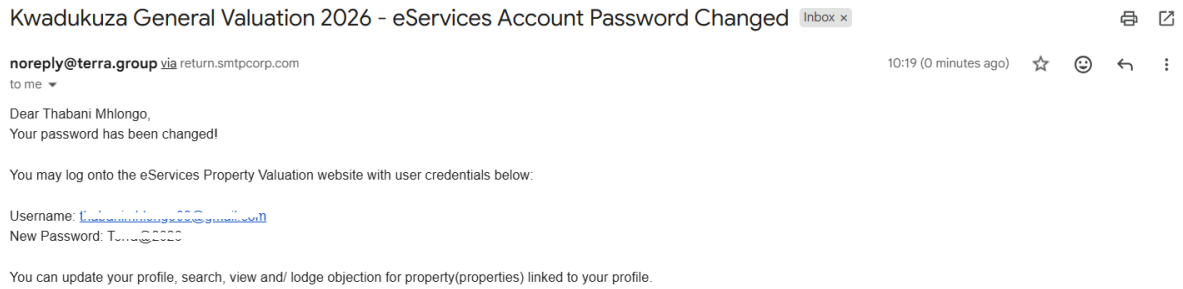 Kwadukuza General Valuation 2026 - eServices Account Password Changed Inbox ×
noreply@terra.group via return.smtpcorp.com 10:19 (0 minutes ago)
to me
Dear Thabani Mhlongo,
Your password has been changed!
You may log onto the eServices Property Valuation website with user credentials below:
Username:
New Password:
You can update your profile, search, view and/ lodge objection for property(properties) linked to your profile.